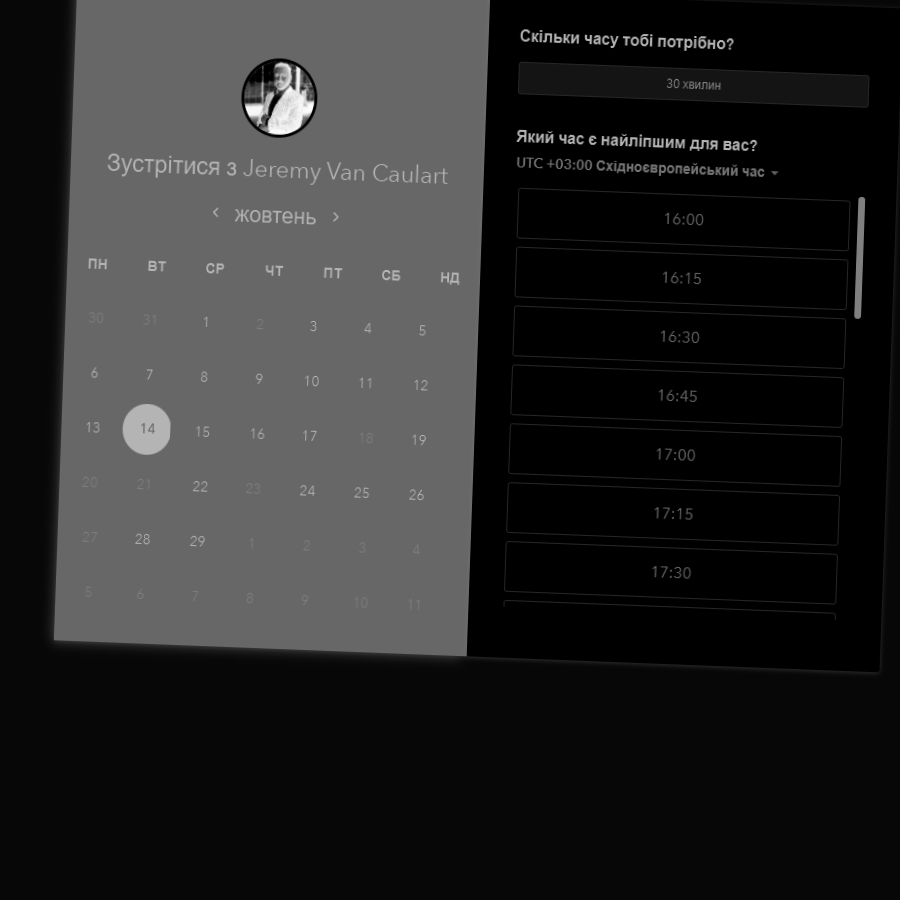 Зустрітися з Jeremy Van Caulart
‹ жовтень ›
ПН ВТ СР ЧТ ПТ СБ НД
30 31 1 2 3 4 5
6 7 8 9 10 11 12
13 14 15 16 17 18 19
20 21 22 23 24 25 26
27 28 29 1 2 3 4
5 6 7 8 9 10 11
Скільки часу тобі потрібно?
30 хвилин
Який час є найліпшим для вас?
UTC +03:00 Східноєвропейський час
16:00
16:15
16:30
16:45
17:00
17:15
17:30